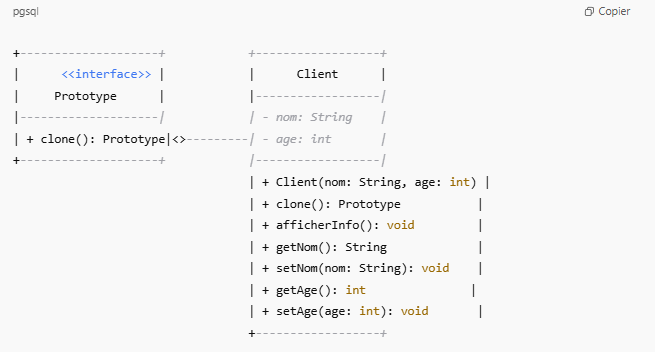 pgsql
Copier
+--------------------+             +------------------+
|      <<interface>> |            |      Client      |
|     Prototype      |            |------------------|
|--------------------|            | - nom: String    |
| + clone(): Prototype|<>---------| - age: int       |
+--------------------+            |------------------|
| + Client(nom: String, age: int) |
| + clone(): Prototype           |
| + afficherInfo(): void         |
| + getNom(): String             |
| + setNom(nom: String): void    |
| + getAge(): int               |
| + setAge(age: int): void       |
+------------------+